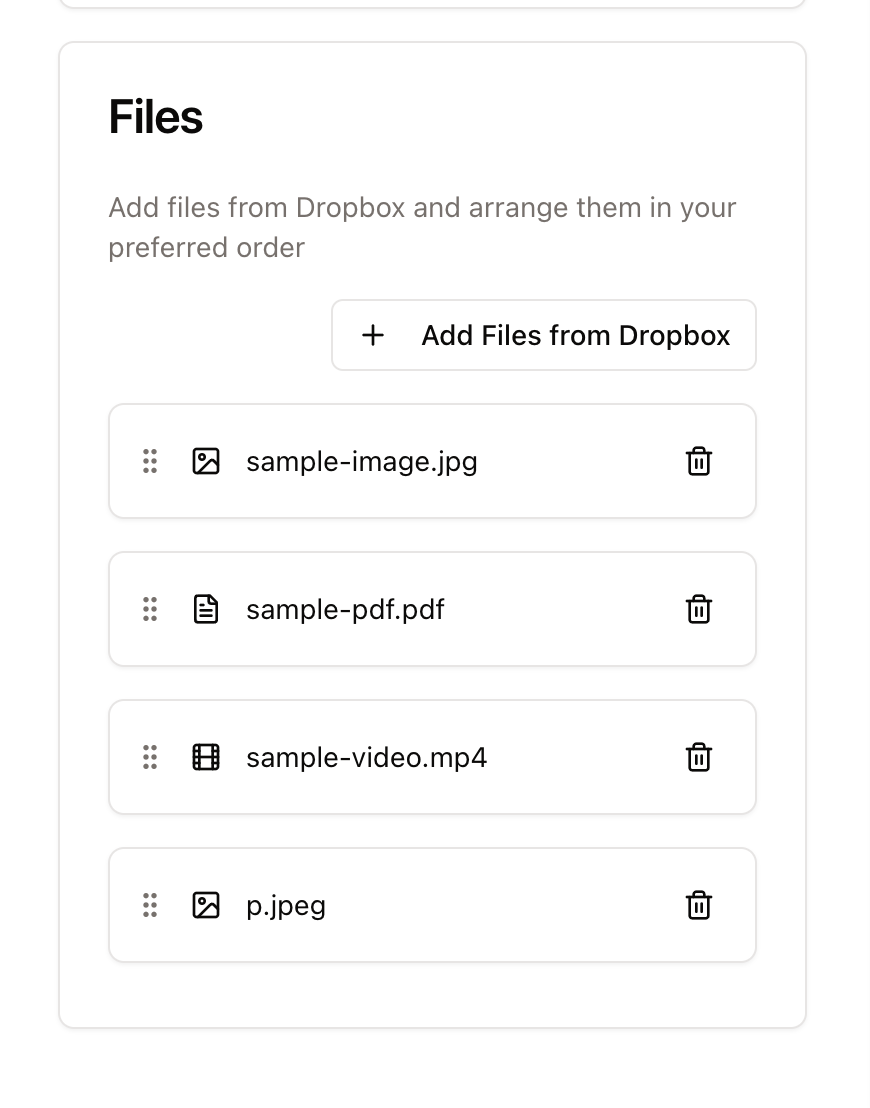 Files
Add files from Dropbox and arrange them in your
preferred order
Add Files from Dropbox
sample-image.jpg
sample-pdf.pdf
sample-video.mp4
p.jpeg